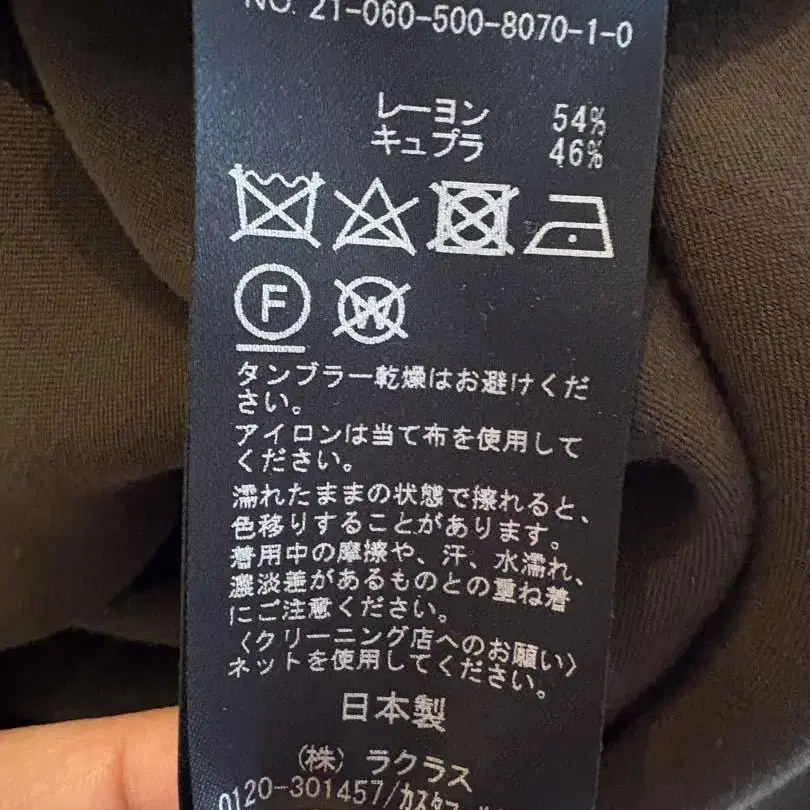 NO. 21-060-500-8070-1-0
レーヨン 54%
キュプラ 46%
F
W
タンブラー乾燥はお避けくだ
さい。
アイロンは当て布を使用して
ください。
濡れたままの状態で擦れると、
色移りすることがあります。
着用中の摩擦や、汗、水濡れ、
濃淡差があるものとの重ね着
にご注意ください。
〈クリーニング店へのお願い〉
ネットを使用してください。
日本製
(株) ラクラス
0120-301457/